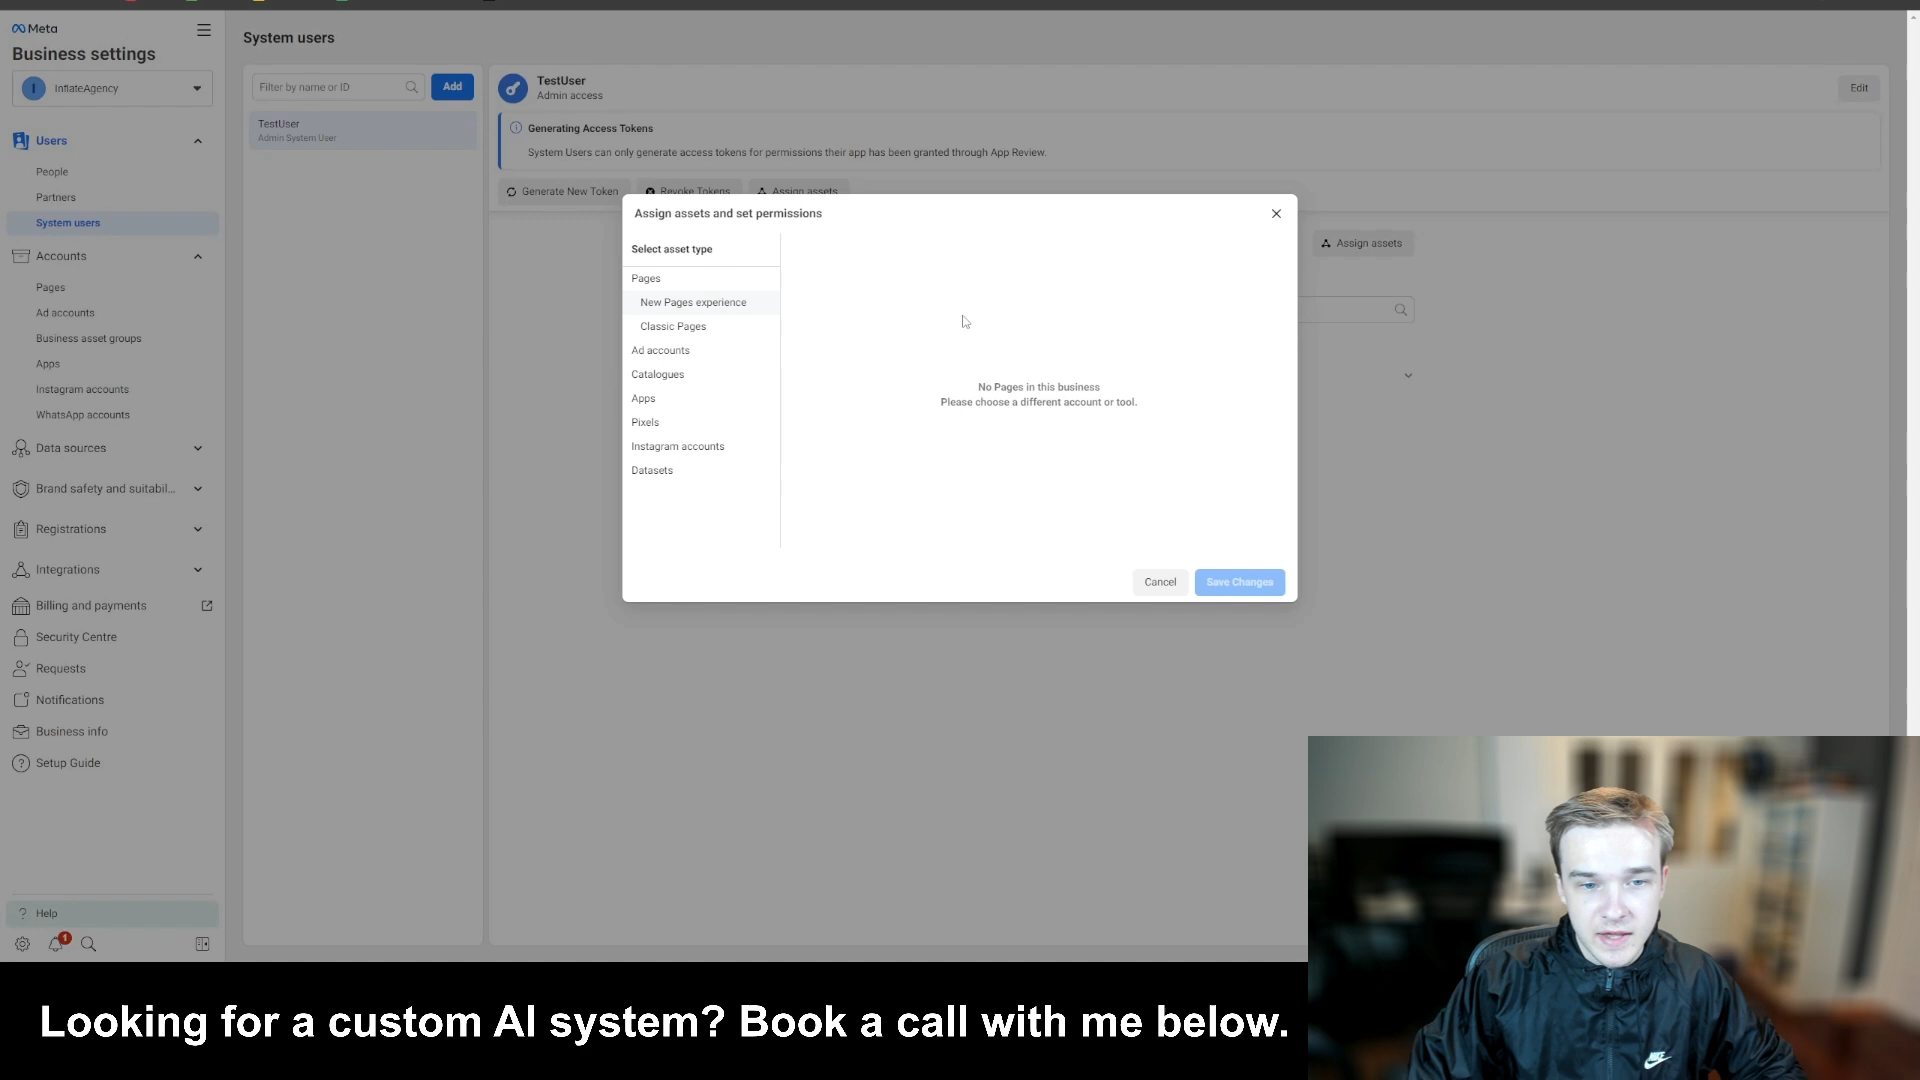 Meta
Business settings
I
InflateAgency
Users
People
Partners
System users
Accounts
Pages
Ad accounts
Business asset groups
Apps
Instagram accounts
WhatsApp accounts
Data sources
Brand safety and suitabil...
Registrations
Integrations
Billing and payments
Security Centre
Requests
Notifications
Business info
Setup Guide
? Help
1
System users
Filter by name or ID
Add
TestUser
Admin System User
TestUser
Admin access
Edit
Generating Access Tokens
System Users can only generate access tokens for permissions their app has been granted through App Review.
Generate New Token
Revoke Tokens
Assign assets
Assign assets
Assign assets and set permissions
Select asset type
Pages
New Pages experience
Classic Pages
Ad accounts
Catalogues
Apps
Pixels
Instagram accounts
Datasets
No Pages in this business
Please choose a different account or tool.
Cancel
Save Changes
Looking for a custom AI system? Book a call with me below.
NIKE